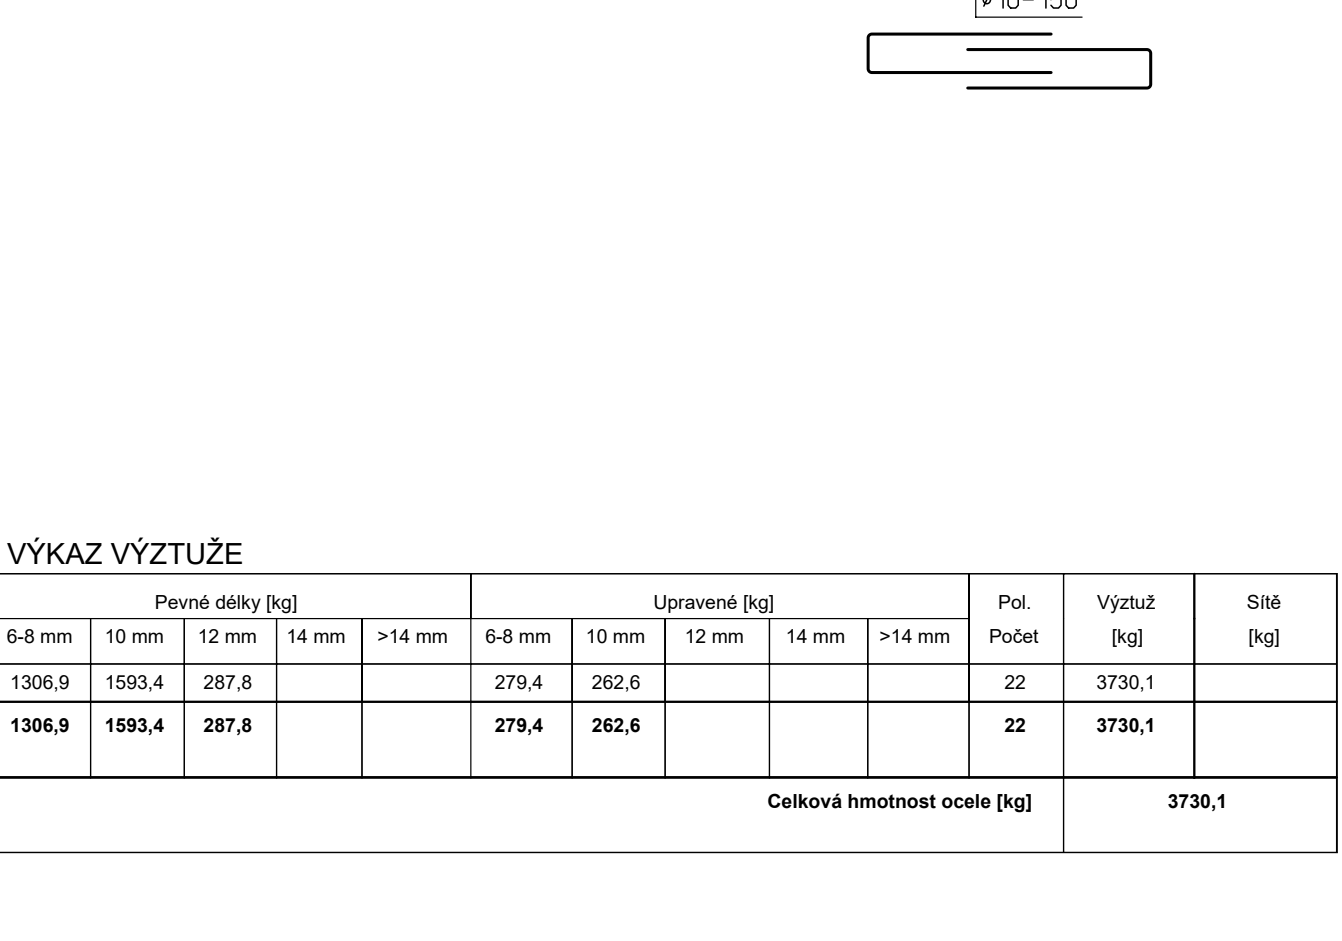 ø10-150
VÝKAZ VÝZTUŽE
Pevné délky [kg] Upravené [kg] Pol. Výztuž Sítě
6-8 mm 10 mm 12 mm 14 mm >14 mm 6-8 mm 10 mm 12 mm 14 mm >14 mm Počet [kg] [kg]
1306,9 1593,4 287,8 279,4 262,6 22 3730,1
1306,9 1593,4 287,8 279,4 262,6 22 3730,1
Celková hmotnost ocele [kg] 3730,1